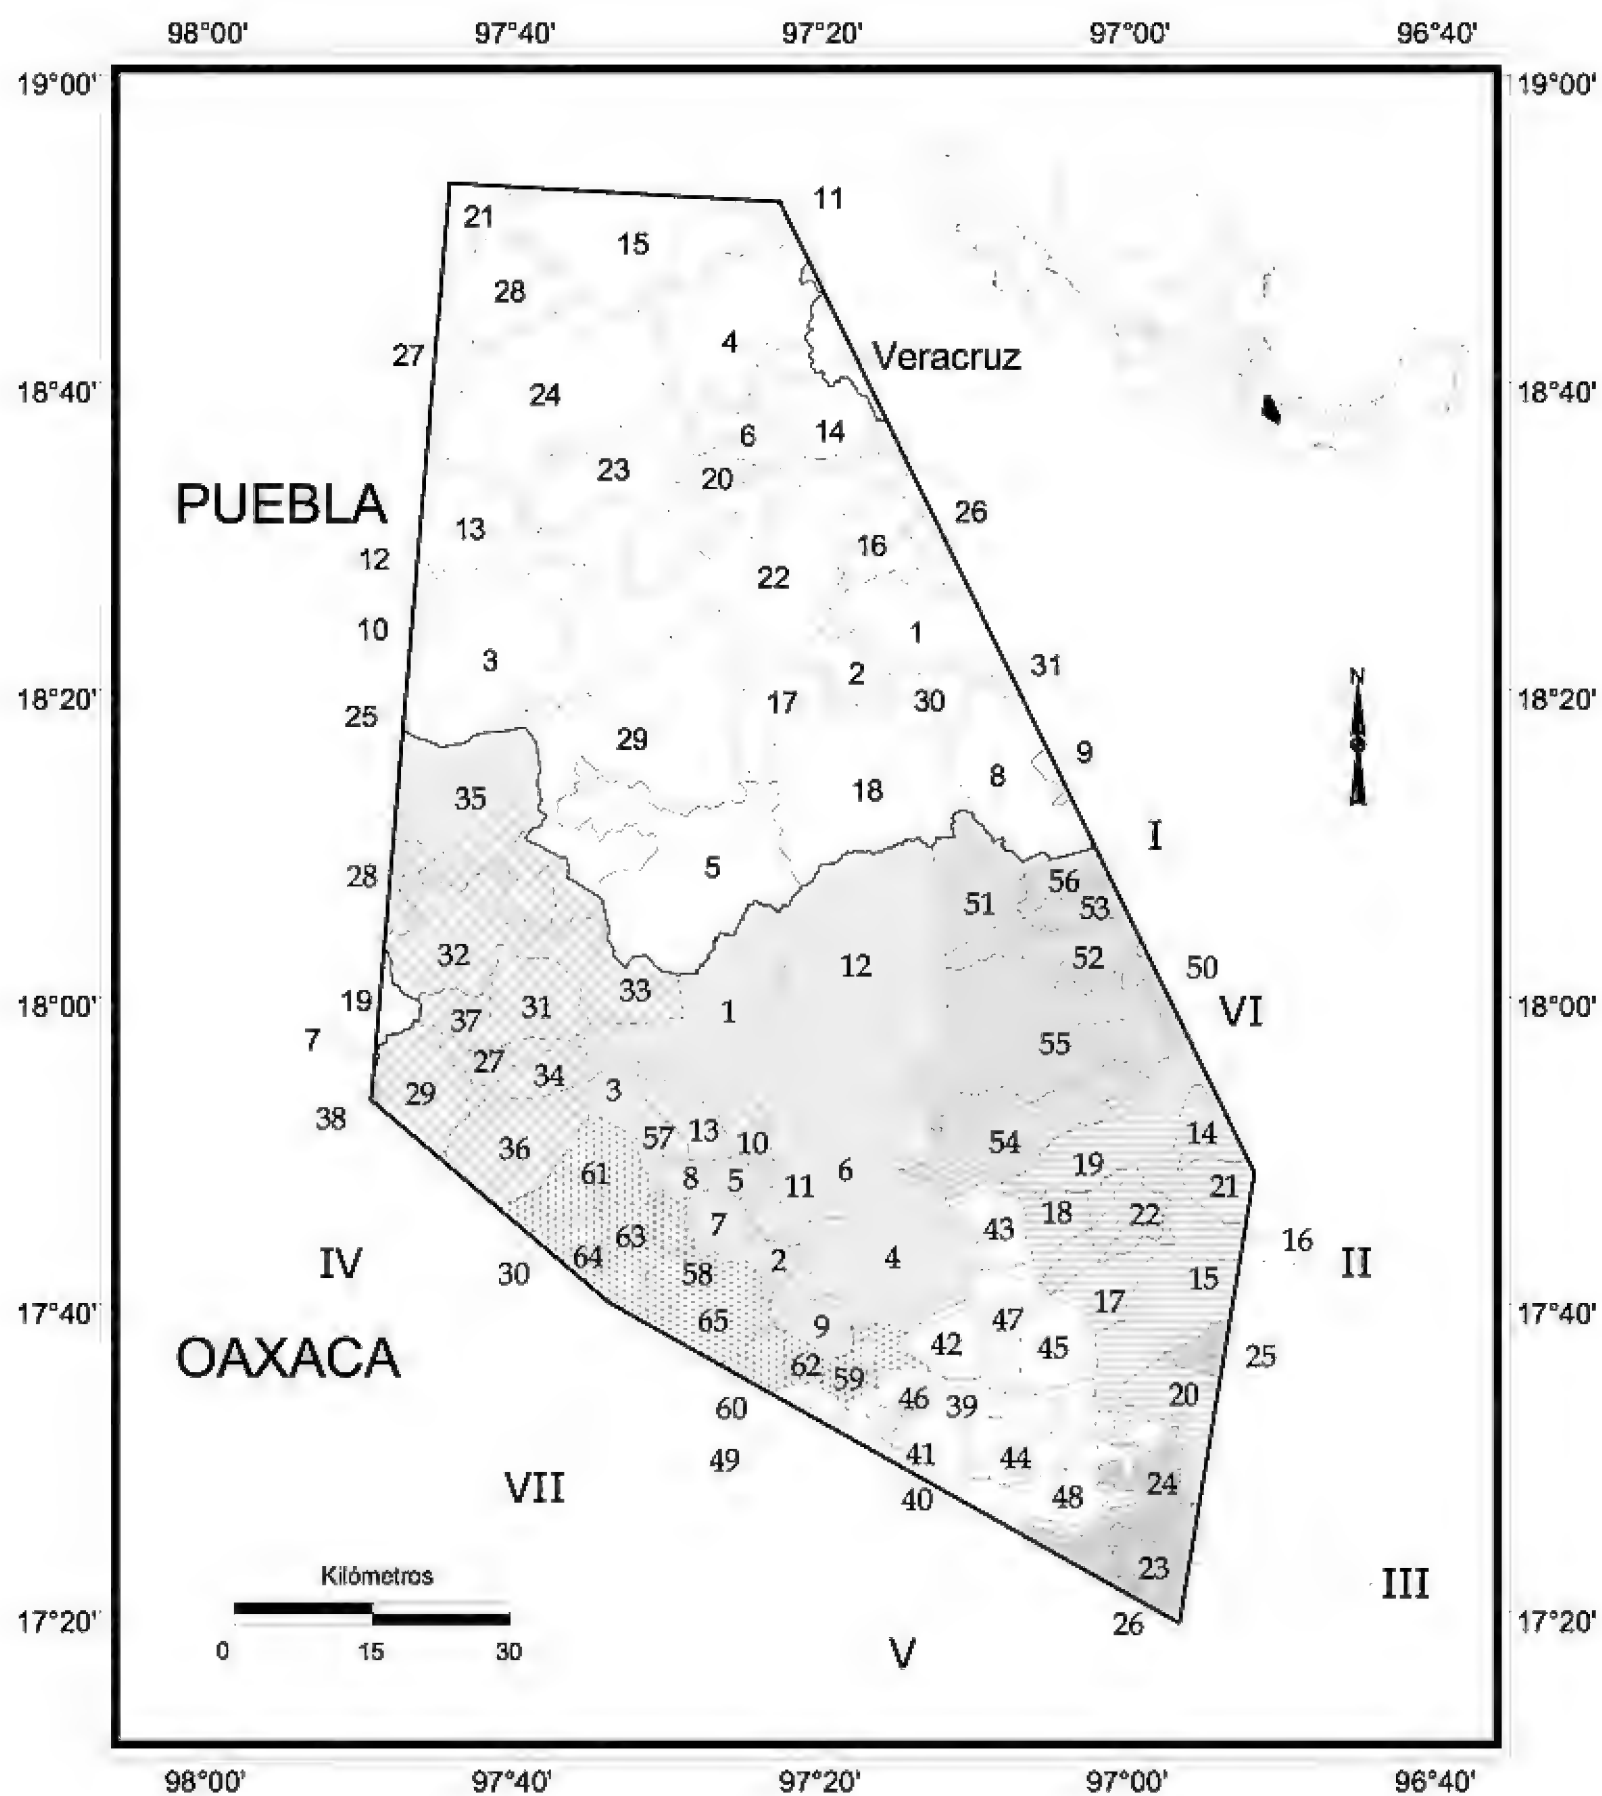 98°00' 97°40' 97°20' 97°00' 96°40'
19°00' 19°00'
11
21
15
28
4
27 Veracruz
18°40' 18°40'
24
6 14
23 20
PUEBLA
26
13
16
12
22
10 1
3 31
2
18°20' 17 30 18°20'
N
25
29 9
8
35 18
I
5
28 56
51 53
32 12 52 50
33
19 31 1 VI
18°00' 18°00'
37
7 55
27 34
29 3
38 13 14
57 10 54
36 19
61 8 5 11 6 21
7 43 18 22
63 16
IV 64 2 4 II
30 58 15
17
17°40' 65 9 47 17°40'
42 45 25
OAXACA 62 59
46 39 20
60
49 41 44
VII 24
40 48
23
Kilómetros III
17°20' 26 17°20'
0 15 30 V
98°00' 97°40' 97°20' 97°00' 96°40'